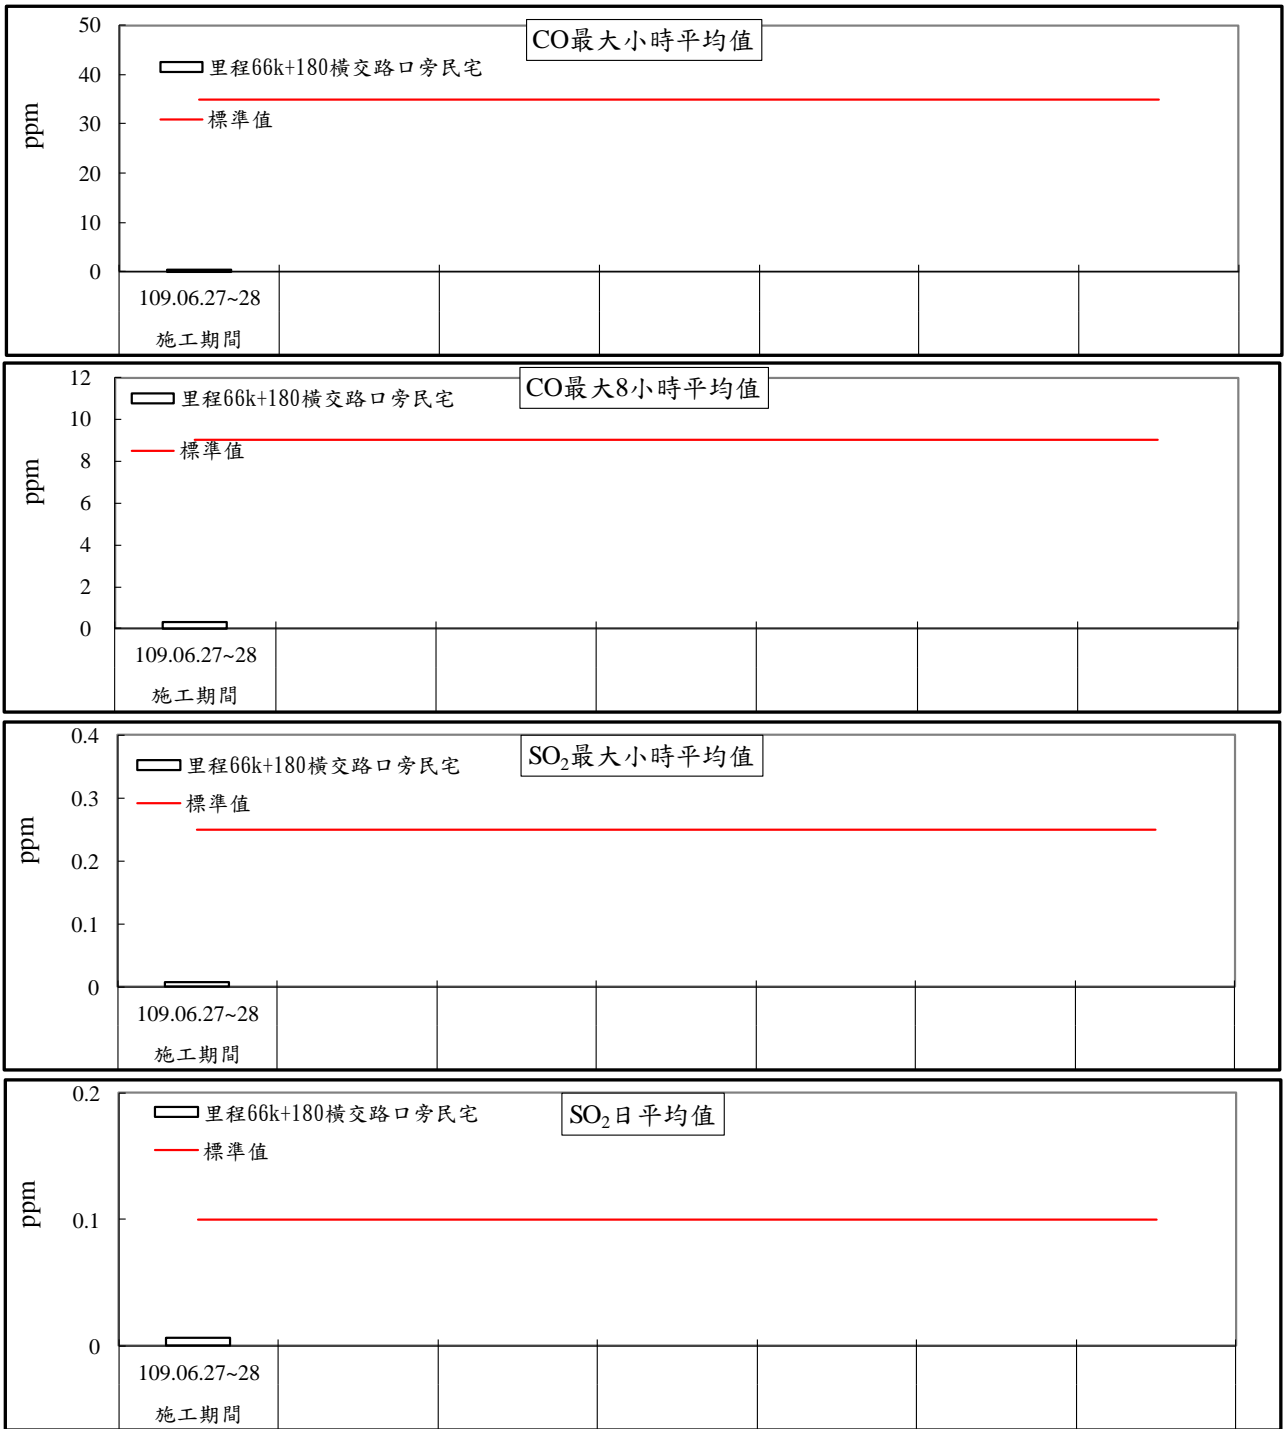 CO最大小時平均值
50
40
30
20
10
0
ppm
里程66k+180橫交路口旁民宅
標準值
109.06.27~28
施工期間
CO最大8小時平均值
12
10
8
6
4
2
0
ppm
里程66k+180橫交路口旁民宅
標準值
109.06.27~28
施工期間
SO₂最大小時平均值
0.4
0.3
0.2
0.1
0
ppm
里程66k+180橫交路口旁民宅
標準值
109.06.27~28
施工期間
SO₂日平均值
0.2
0.1
0
ppm
里程66k+180橫交路口旁民宅
標準值
109.06.27~28
施工期間